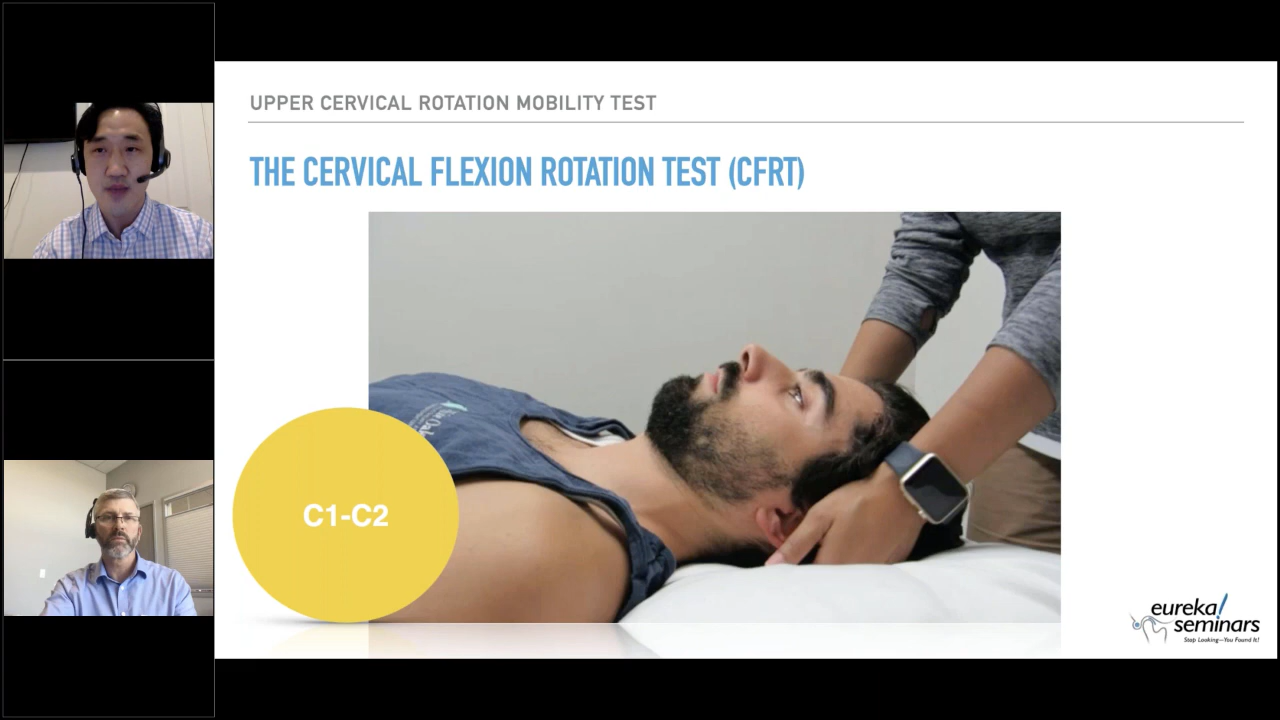 UPPER CERVICAL ROTATION MOBILITY TEST
THE CERVICAL FLEXION ROTATION TEST (CFRT)
C1-C2
eureka!
seminars
Stop Looking—You Found It!